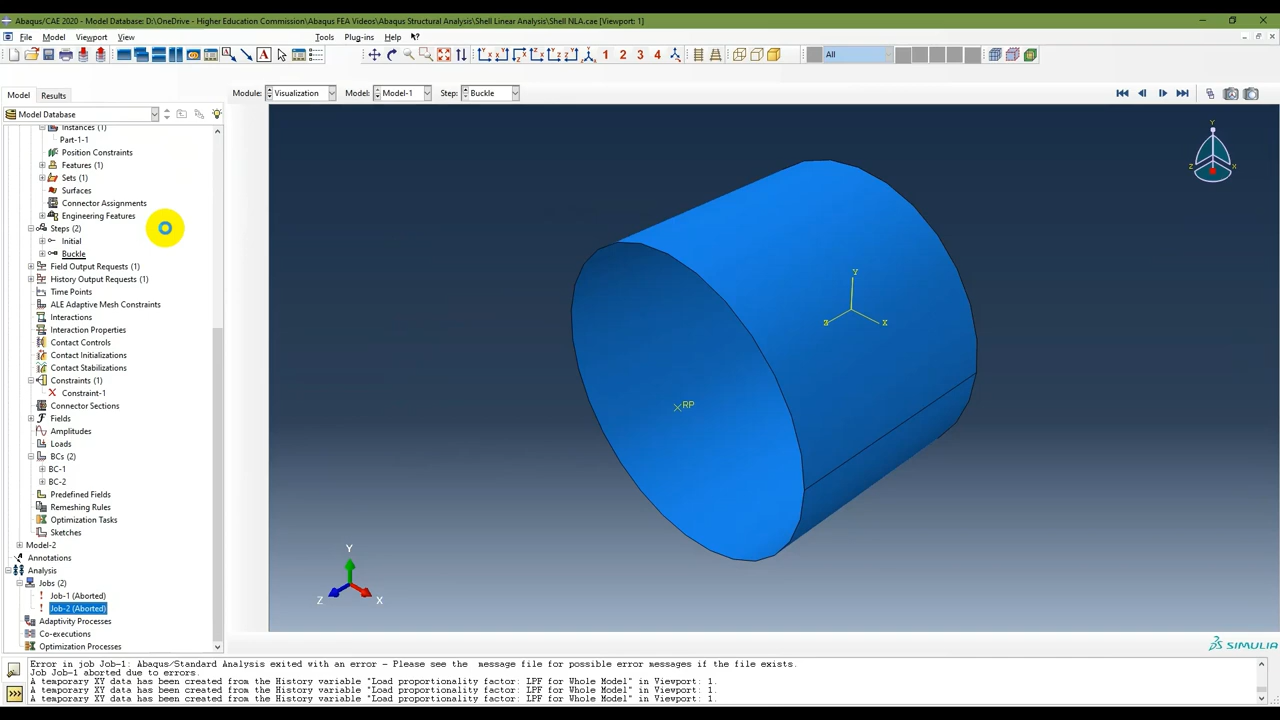 Abaqus/CAE 2020 - Model Database: D:\OneDrive - Higher Education Commission\Abaqus FEA Videos\Abaqus Structural Analysis\Shell Linear Analysis\Shell NLA.cae [Viewport: 1]
File Model Viewport View Tools Plug-ins Help
1 2 3 4 All
Model Results Module: Visualization Model: Model-1 Step: Buckle
Model Database
Instances (1)
Part-1-1
Position Constraints
Features (1)
Sets (1)
Surfaces
Connector Assignments
Engineering Features
Steps (2)
Initial
Buckle
Field Output Requests (1)
History Output Requests (1)
Time Points
ALE Adaptive Mesh Constraints
Interactions
Interaction Properties
Contact Controls
Contact Initializations
Contact Stabilizations
Constraints (1)
Constraint-1
Connector Sections
Fields
Amplitudes
Loads
BCs (2)
BC-1
BC-2
Predefined Fields
Remeshing Rules
Optimization Tasks
Sketches
Model-2
Annotations
Analysis
Jobs (2)
Job-1 (Aborted)
Job-2 (Aborted)
Adaptivity Processes
Co-executions
Optimization Processes
Y
Z X
Y
Z X
RP
Y
Z X
SIMULIA
Error in job Job-1: Abaqus/Standard Analysis exited with an error - Please see the message file for possible error messages if the file exists.
Job Job-1 aborted due to errors.
A temporary XY data has been created from the History variable "Load proportionality factor: LPF for Whole Model" in Viewport: 1.
A temporary XY data has been created from the History variable "Load proportionality factor: LPF for Whole Model" in Viewport: 1.
A temporary XY data has been created from the History variable "Load proportionality factor: LPF for Whole Model" in Viewport: 1.